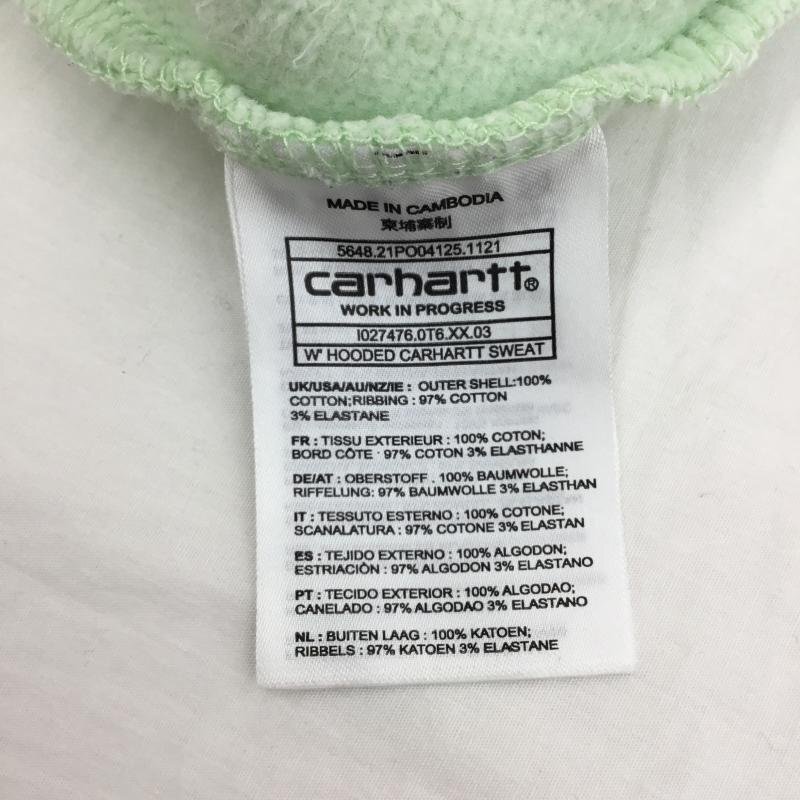 MADE IN CAMBODIA
柬埔寨制
5648.21PO04125.1121
carhartt®
WORK IN PROGRESS
I027476.0T6.XX.03
W' HOODED CARHARTT SWEAT
UK/USA/AU/NZ/IE : OUTER SHELL:100%
COTTON;RIBBING : 97% COTTON
3% ELASTANE
FR : TISSU EXTERIEUR : 100% COTON;
BORD CÔTE : 97% COTON 3% ELASTHANNE
DE/AT : OBERSTOFF . 100% BAUMWOLLE;
RIFFELUNG: 97% BAUMWOLLE 3% ELASTHAN
IT : TESSUTO ESTERNO : 100% COTONE;
SCANALATURA : 97% COTONE 3% ELASTAN
ES : TEJIDO EXTERNO : 100% ALGODON;
ESTRIACIÒN : 97% ALGODON 3% ELASTANO
PT : TECIDO EXTERIOR : 100% ALGODAO;
CANELADO : 97% ALGODAO 3% ELASTANO
NL : BUITEN LAAG : 100% KATOEN;
RIBBELS : 97% KATOEN 3% ELASTANE